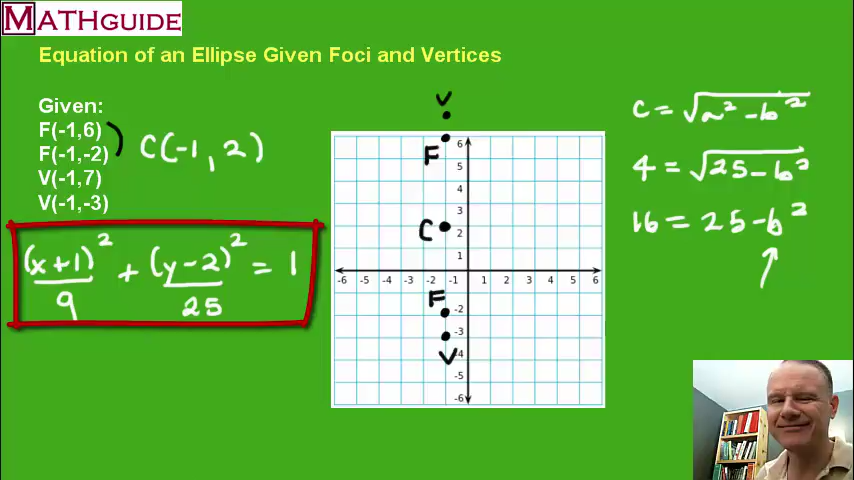 MATHGUIDE
Equation of an Ellipse Given Foci and Vertices
Given:
F(-1,6)
F(-1,-2)
V(-1,7)
V(-1,-3)
C(-1, 2)
(x+1)² / 9 + (y-2)² / 25 = 1
V
F
C
F
V
6
5
4
3
2
-6 -5 -4 -3 -2 -1 1 2 3 4 5 6
-2
-3
-4
-5
-6
c = √a² - b²
4 = √25 - b²
16 = 25 - b²